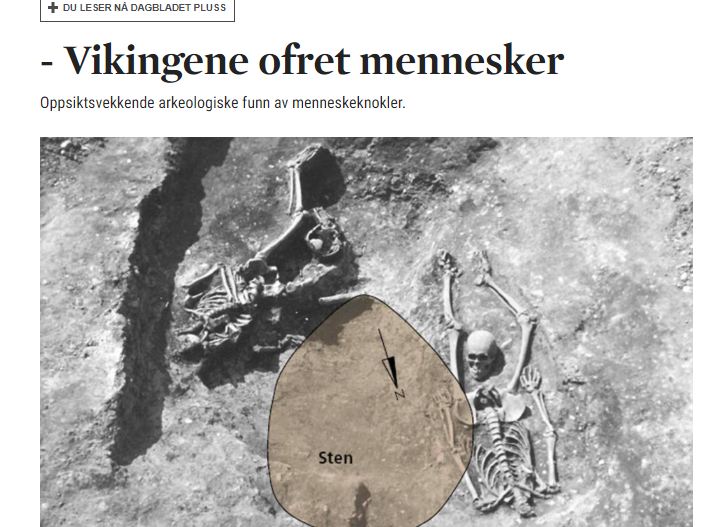 + DU LESER NÅ DAGBLADET PLUSS
- Vikingene ofret mennesker
Oppsiktsvekkende arkeologiske funn av menneskeknokler.
N
Sten